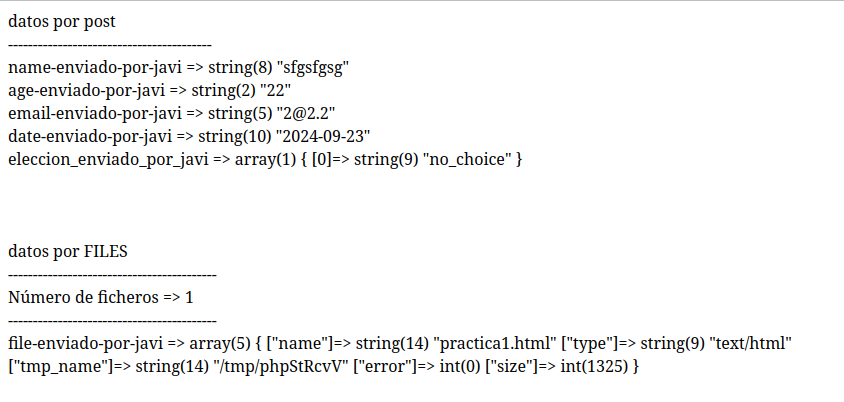 datos por post
-----------------------------------------
name-enviado-por-javi => string(8) "sfgsfgsg"
age-enviado-por-javi => string(2) "22"
email-enviado-por-javi => string(5) "2@2.2"
date-enviado-por-javi => string(10) "2024-09-23"
eleccion_enviado_por_javi => array(1) { [0]=> string(9) "no_choice" }
datos por FILES
------------------------------------------
Número de ficheros => 1
------------------------------------------
file-enviado-por-javi => array(5) { ["name"]=> string(14) "practica1.html" ["type"]=> string(9) "text/html"
["tmp_name"]=> string(14) "/tmp/phpStRcvV" ["error"]=> int(0) ["size"]=> int(1325) }